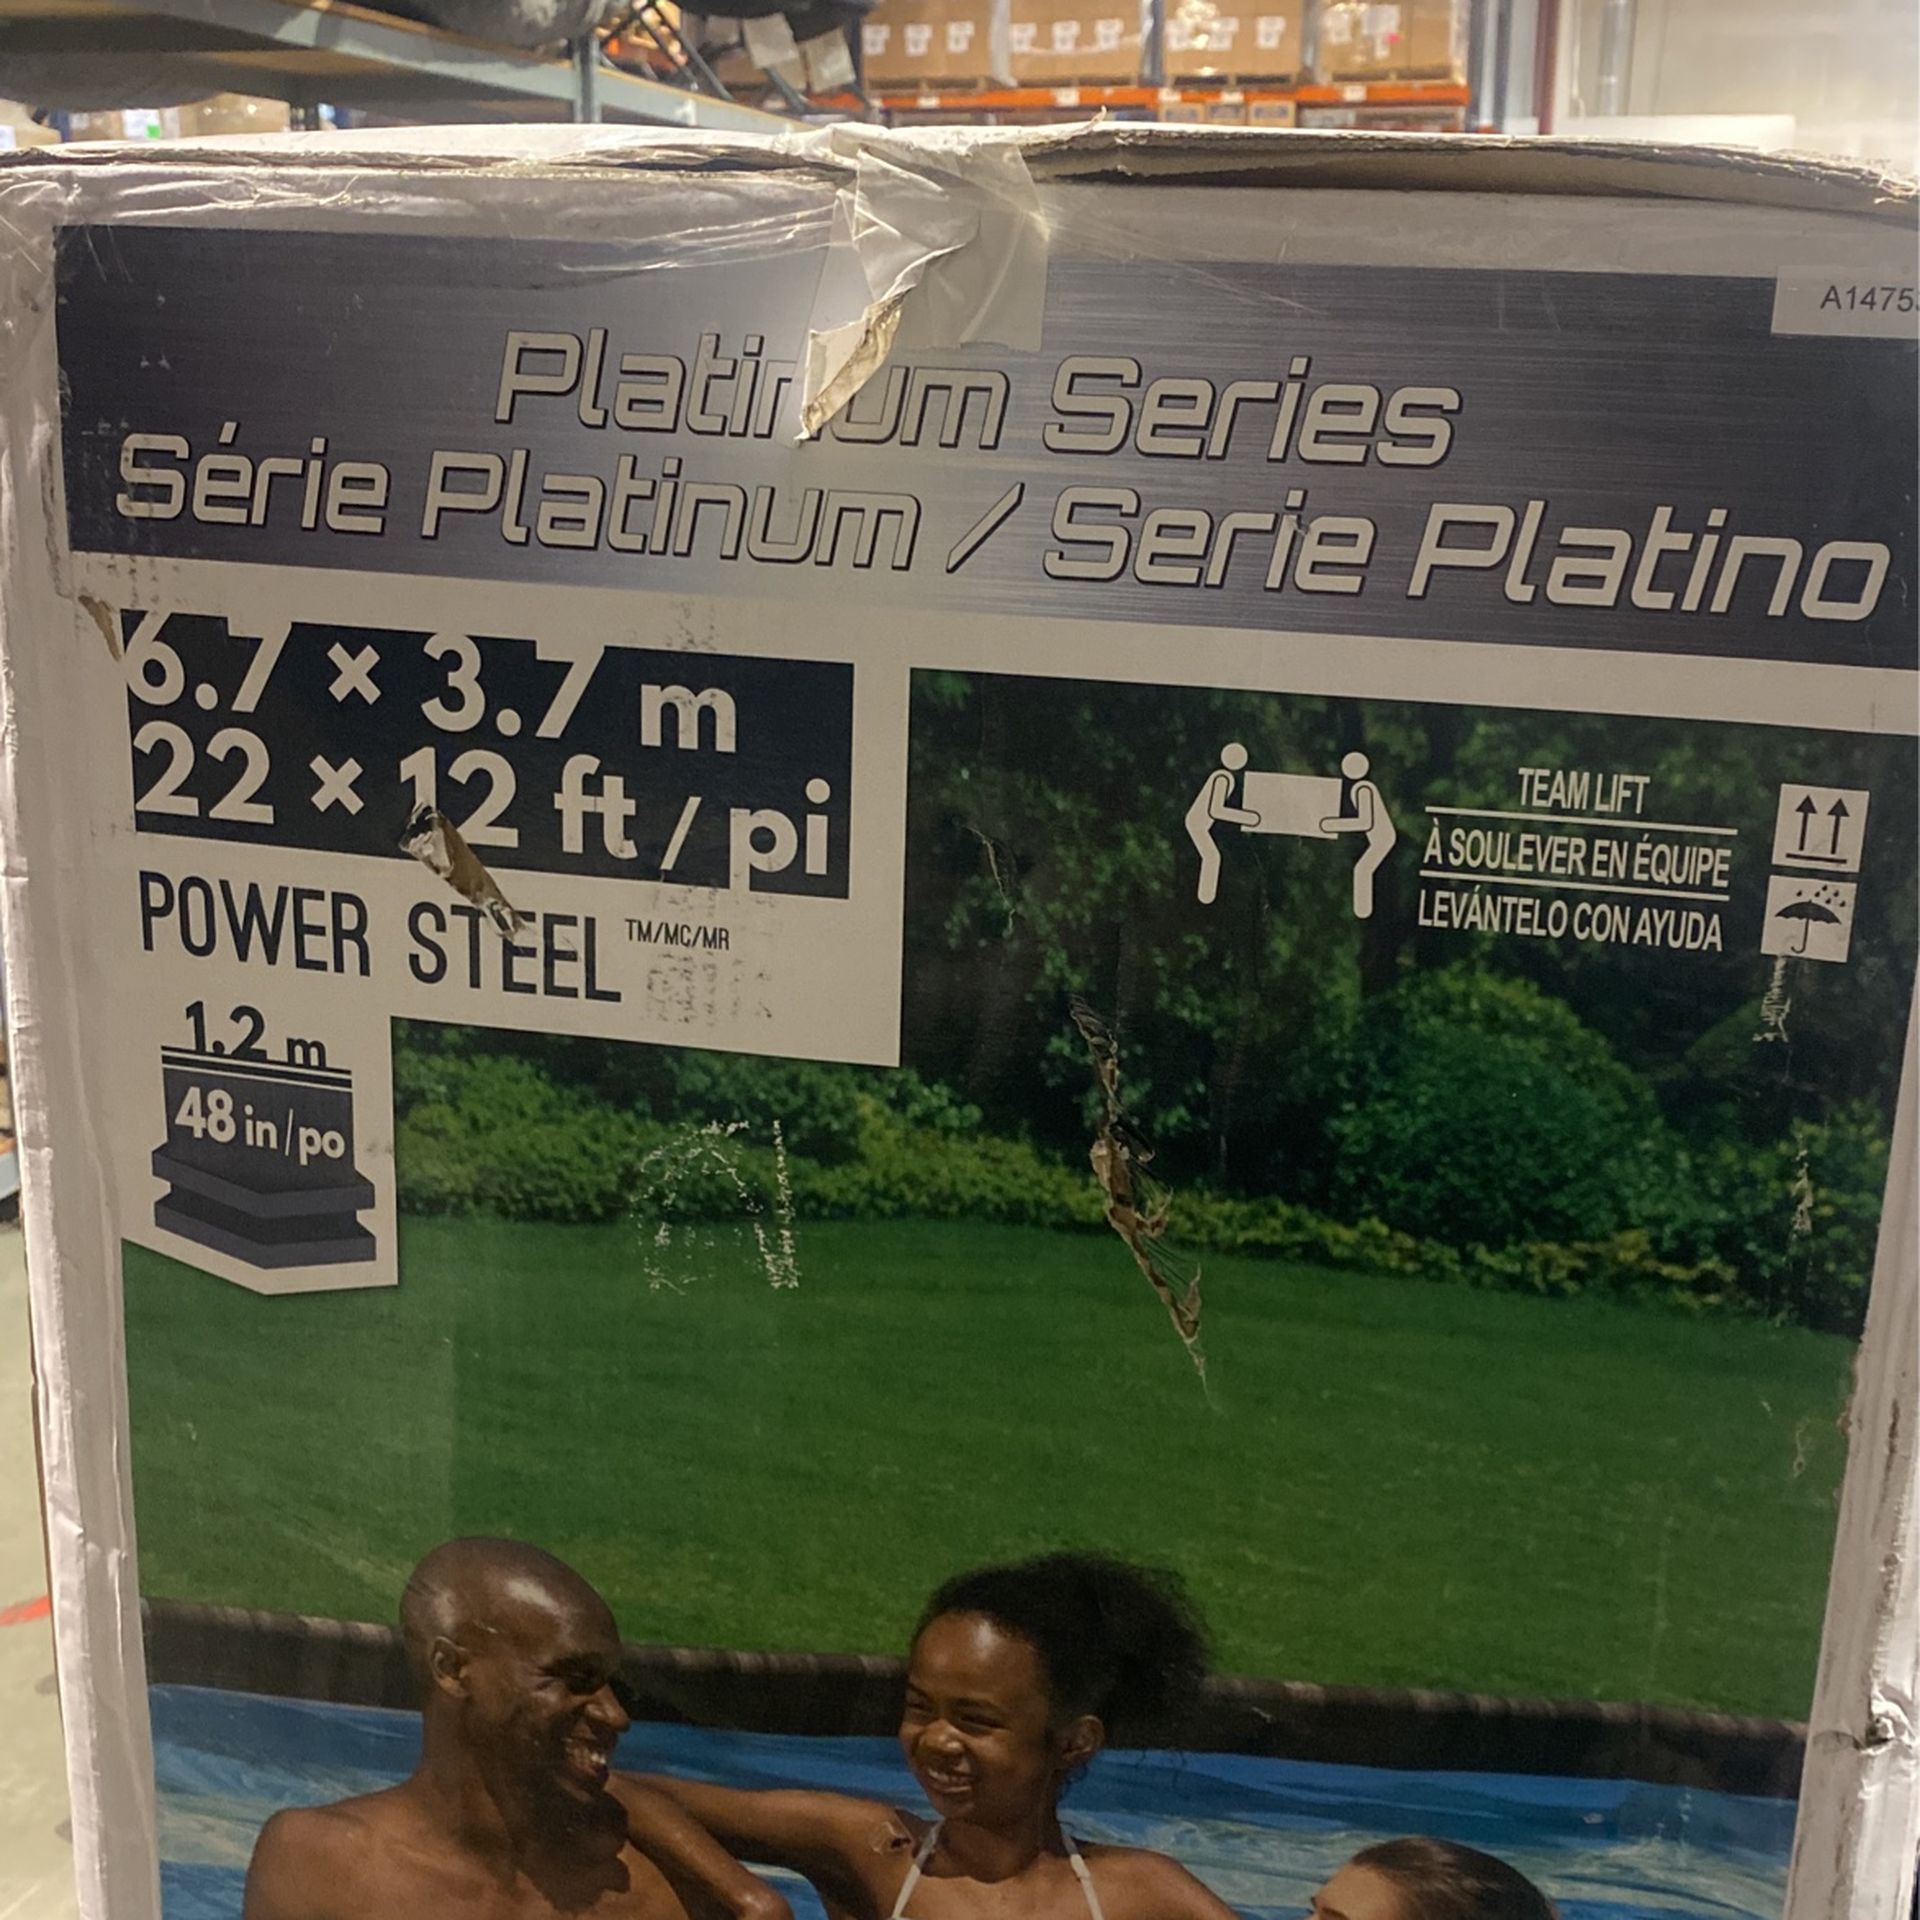 Platinum Series
Série Platinum / Serie Platino
6.7 × 3.7 m
22 × 12 ft / pi
POWER STEEL TM/MC/MR
1.2 m
48 in/po
TEAM LIFT
À SOULEVER EN ÉQUIPE
LEVÁNTELO CON AYUDA